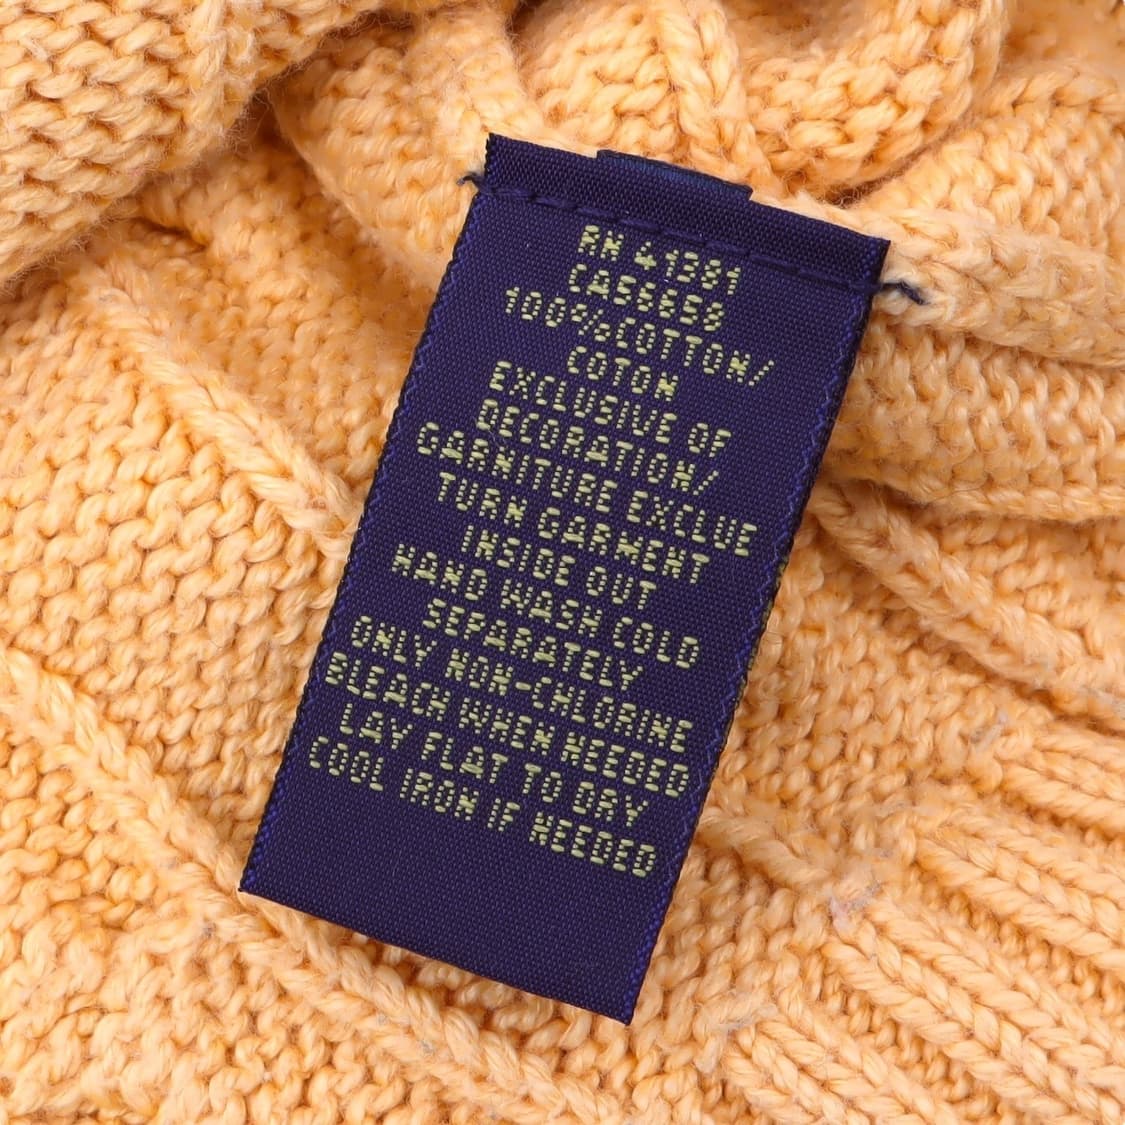 RN 41381
CA56658
100%COTTON/
COTON
EXCLUSIVE OF
DECORATION/
GARNITURE EXCLUE
TURN GARMENT
INSIDE OUT
HAND WASH COLD
SEPARATELY
ONLY NON-CHLORINE
BLEACH WHEN NEEDED
LAY FLAT TO DRY
COOL IRON IF NEEDED